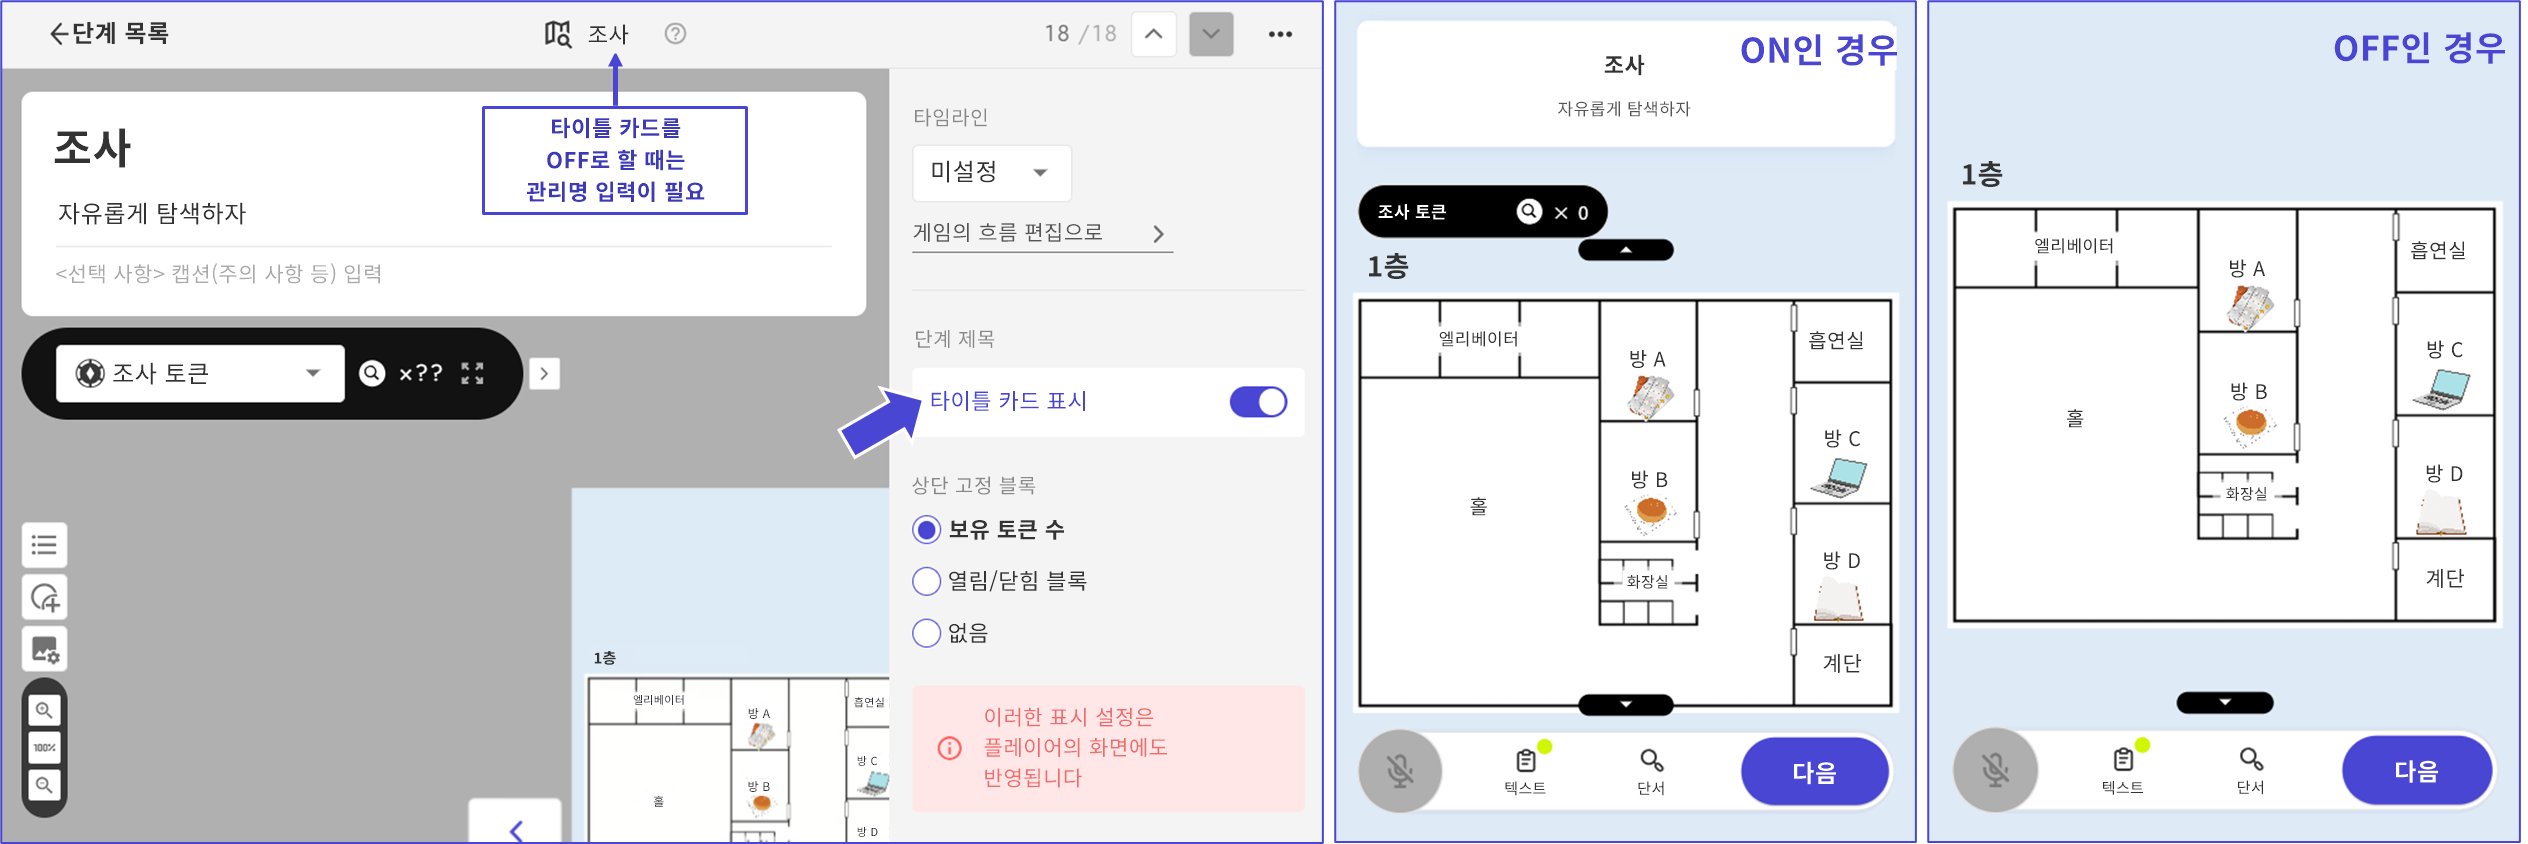 단계 목록
조사
18 /18
타이틀 카드를
OFF로 할 때는
관리명 입력이 필요
조사
자유롭게 탐색하자
<선택 사항> 캡션(주의 사항 등) 입력
조사 토큰
×??
100%
1층
엘리베이터
방 A
흡연실
방 C
방 B
홀
방 D
타임라인
미설정
게임의 흐름 편집으로
단계 제목
타이틀 카드 표시
상단 고정 블록
보유 토큰 수
열림/닫힘 블록
없음
이러한 표시 설정은
플레이어의 화면에도
반영됩니다
ON인 경우
조사
자유롭게 탐색하자
조사 토큰 × 0
1층
엘리베이터
방 A
흡연실
방 C
방 B
홀
방 D
화장실
계단
텍스트
단서
다음
OFF인 경우
1층
엘리베이터
방 A
흡연실
방 C
방 B
홀
방 D
화장실
계단
텍스트
단서
다음